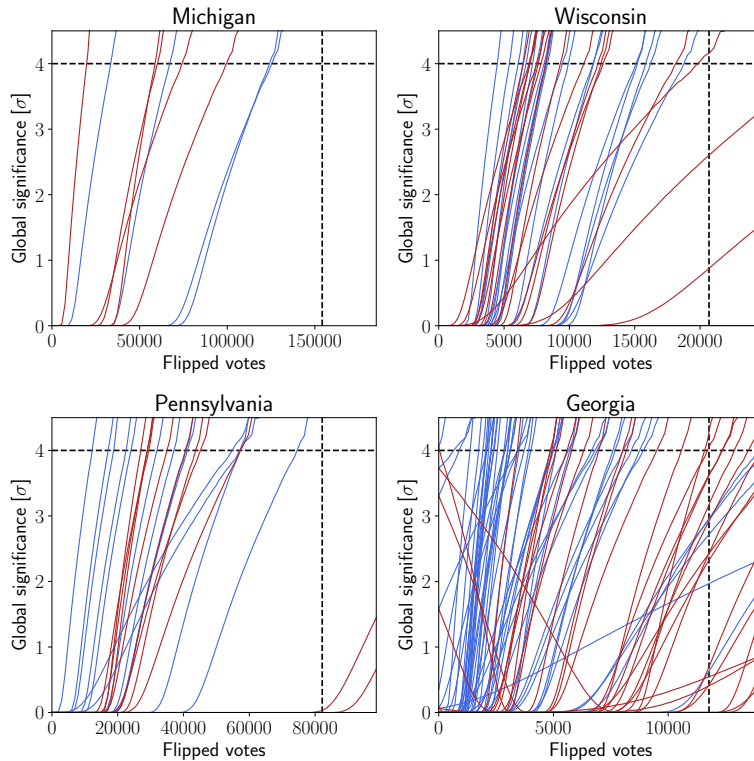 Michigan
Global significance [σ]
4
3
2
1
0
0 50000 100000 150000
Flipped votes
Wisconsin
Global significance [σ]
4
3
2
1
0
0 5000 10000 15000 20000
Flipped votes
Pennsylvania
Global significance [σ]
4
3
2
1
0
0 20000 40000 60000 80000
Flipped votes
Georgia
Global significance [σ]
4
3
2
1
0
0 5000 10000
Flipped votes